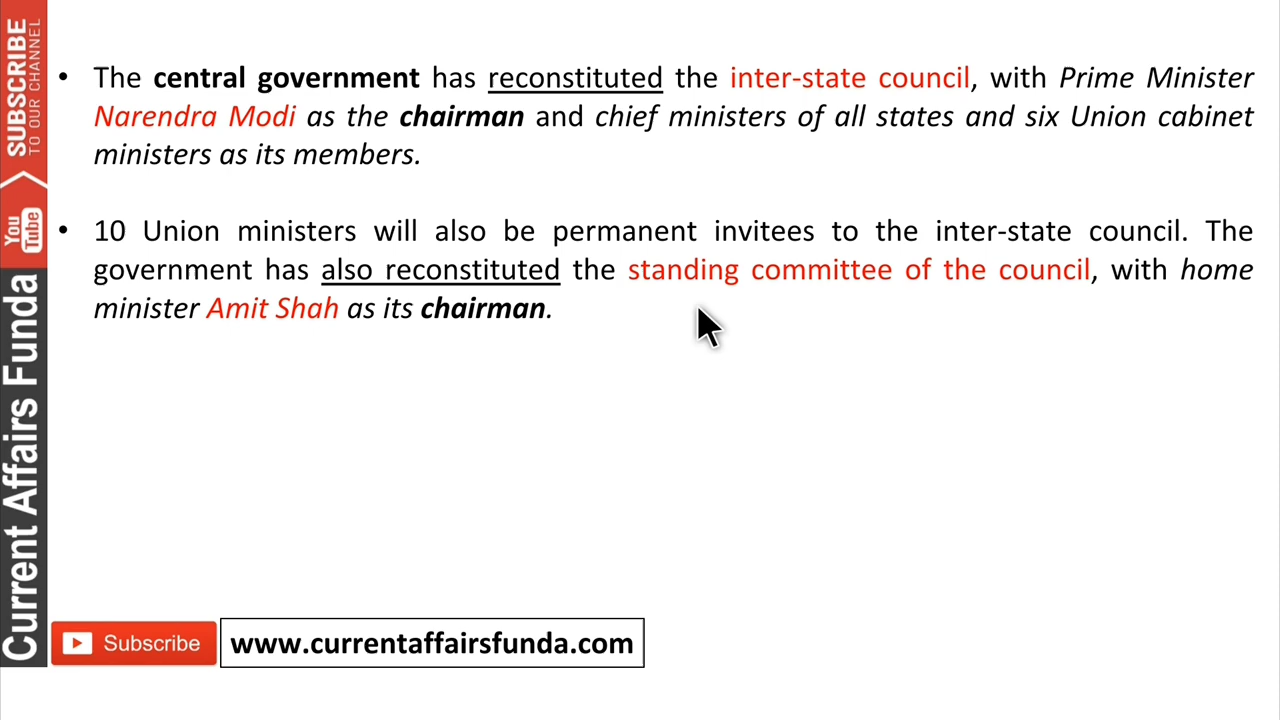 • The central government has reconstituted the inter-state council, with Prime Minister
Narendra Modi as the chairman and chief ministers of all states and six Union cabinet
ministers as its members.
• 10 Union ministers will also be permanent invitees to the inter-state council. The
government has also reconstituted the standing committee of the council, with home
minister Amit Shah as its chairman.
SUBSCRIBE
TO OUR CHANNEL
You
Tube
Current Affairs Funda
Subscribe
www.currentaffairsfunda.com